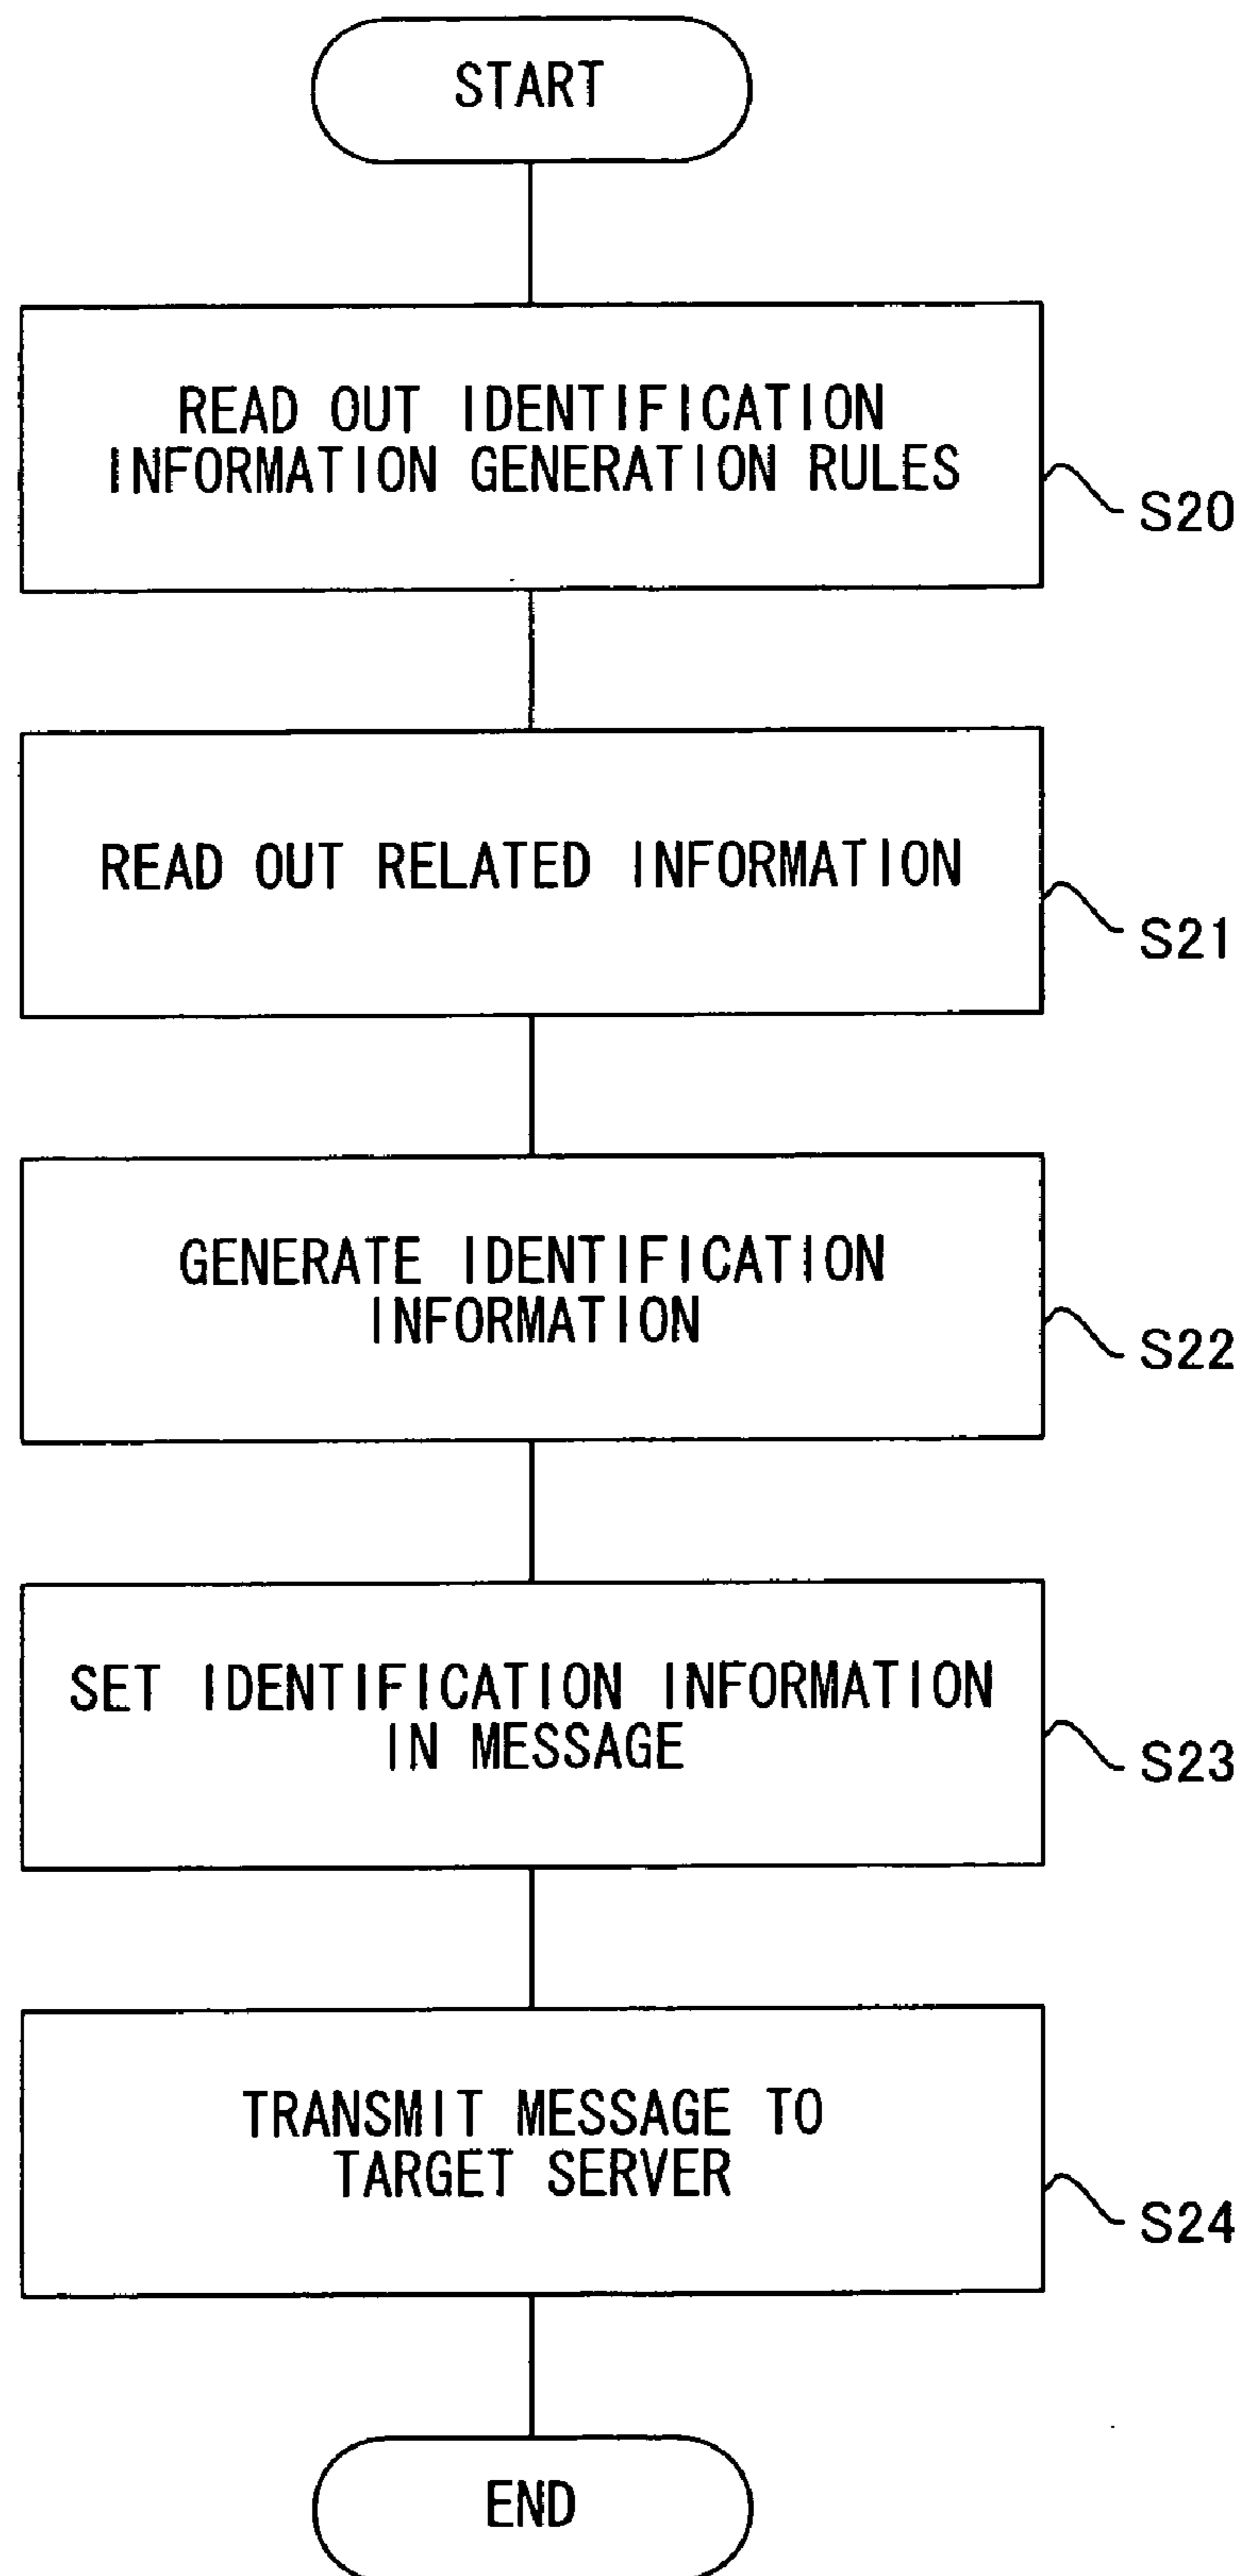 START
READ OUT IDENTIFICATION
INFORMATION GENERATION RULES
S20
READ OUT RELATED INFORMATION
S21
GENERATE IDENTIFICATION
INFORMATION
S22
SET IDENTIFICATION INFORMATION
IN MESSAGE
S23
TRANSMIT MESSAGE TO
TARGET SERVER
S24
END